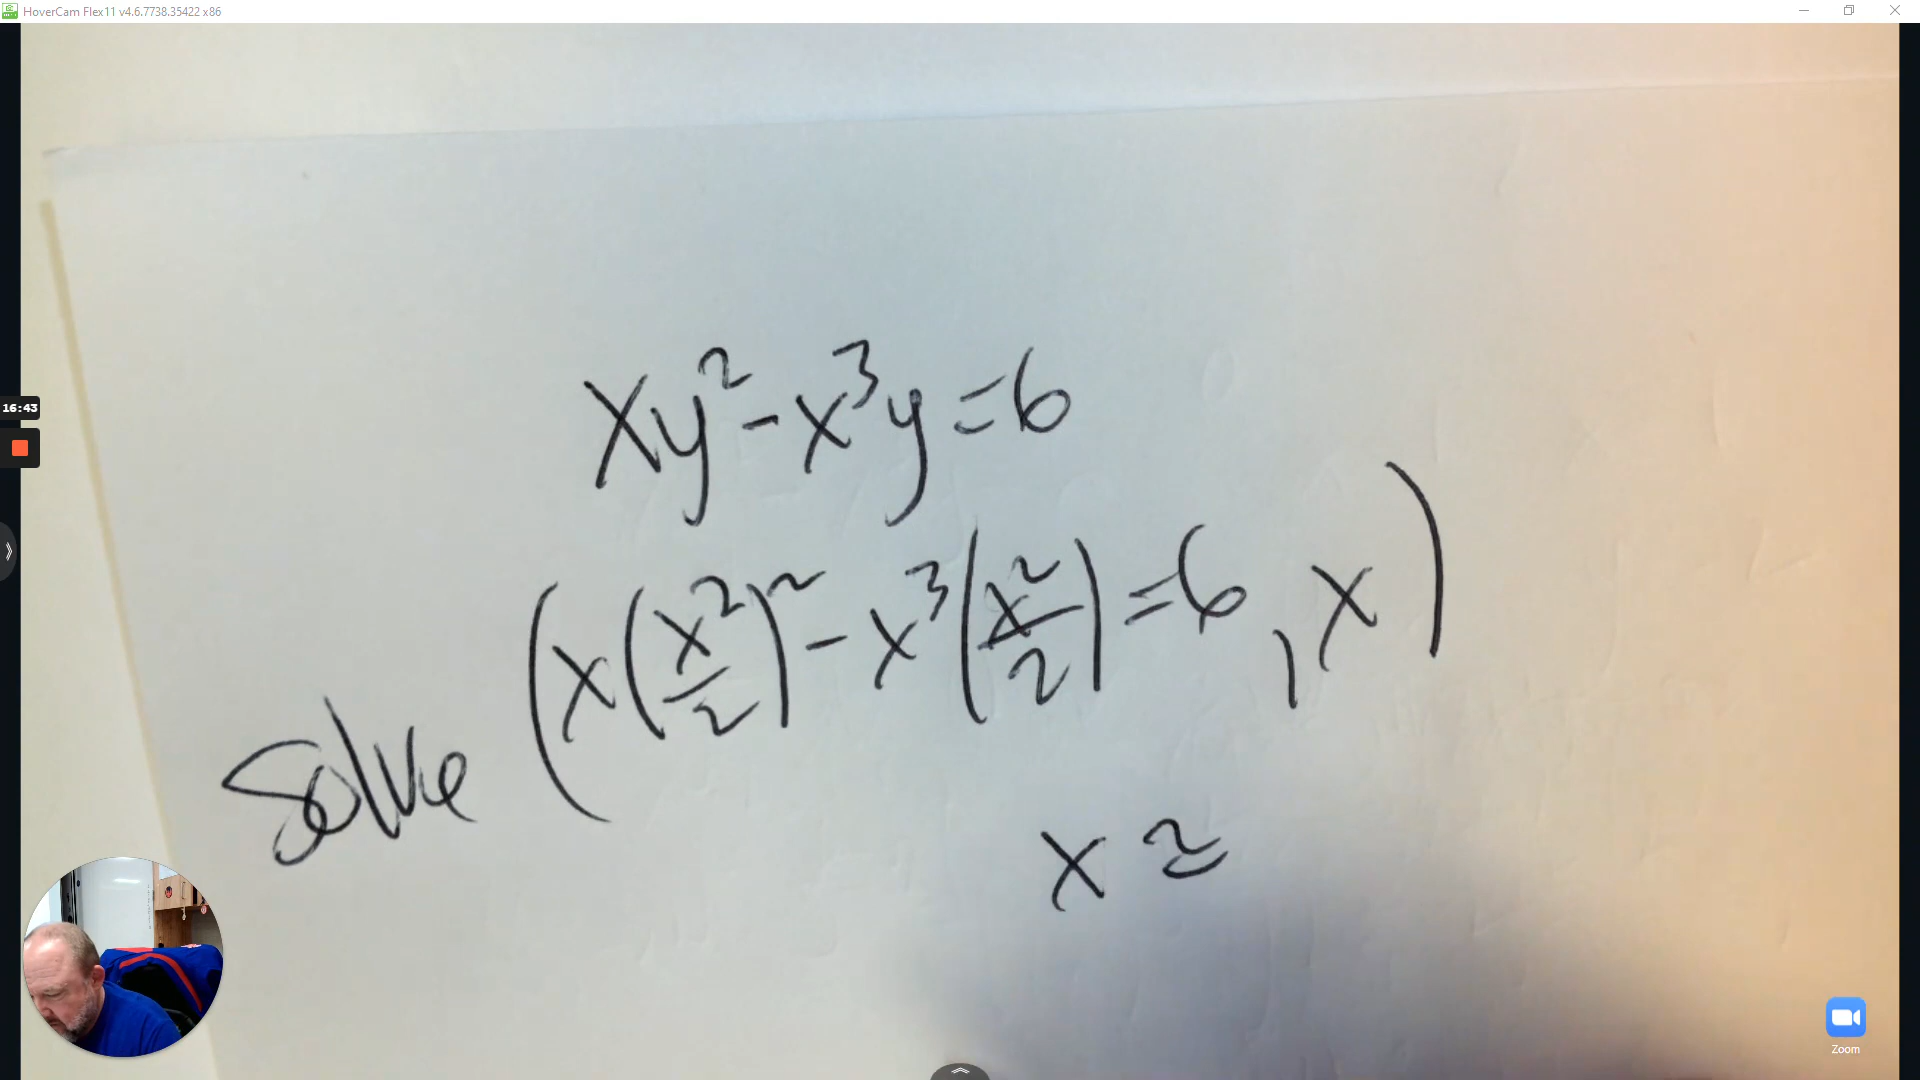 HoverCam Flex11 v4.6.7738.35422 x86
xy²-x³y=6
16:43
solve (x(x²/2)²-x³(x²/2)=6, x)
x=
Zoom